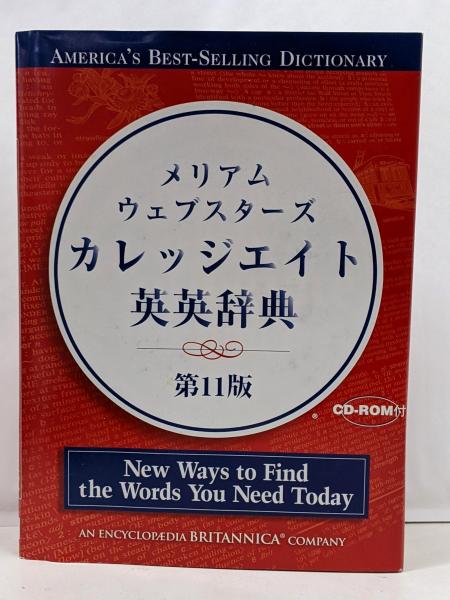 AMERICA'S BEST-SELLING DICTIONARY
メリアム
ウェブスターズ
カレッジエイト
英英辞典
第11版
®
CD-ROM付
New Ways to Find
the Words You Need Today
AN ENCYCLOPÆDIA BRITANNICA® COMPANY